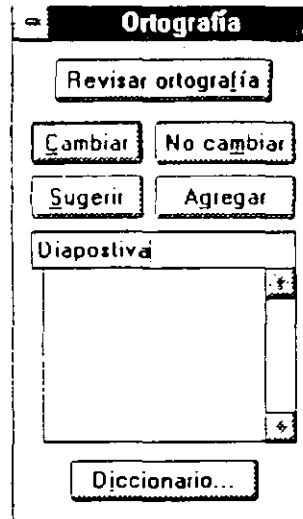 Ortografía
Revisar ortografía
Cambiar No cambiar
Sugerir Agregar
Diapostiva
Diccionario...